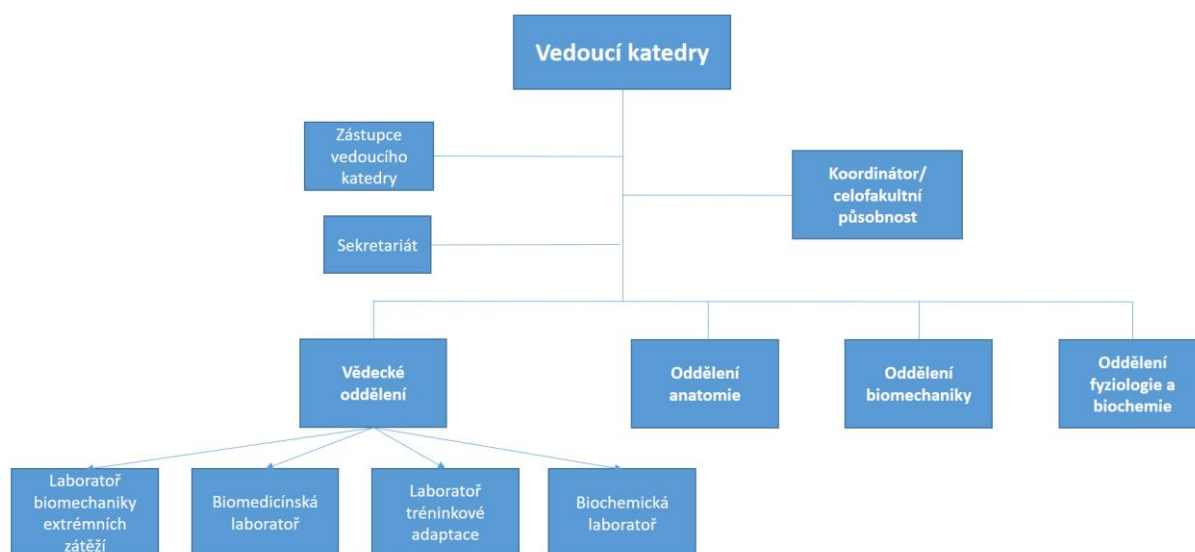 Vedoucí katedry
Zástupce
vedoucího
katedry
Koordinátor/
celofakultní
působnost
Sekretariát
Vědecké
oddělení
Oddělení
anatomie
Oddělení
biomechaniky
Oddělení
fyziologie a
biochemie
Laboratoř
biomechaniky
extrémních
zátěží
Biomedicínská
laboratoř
Laboratoř
tréninkové
adaptace
Biochemická
laboratoř